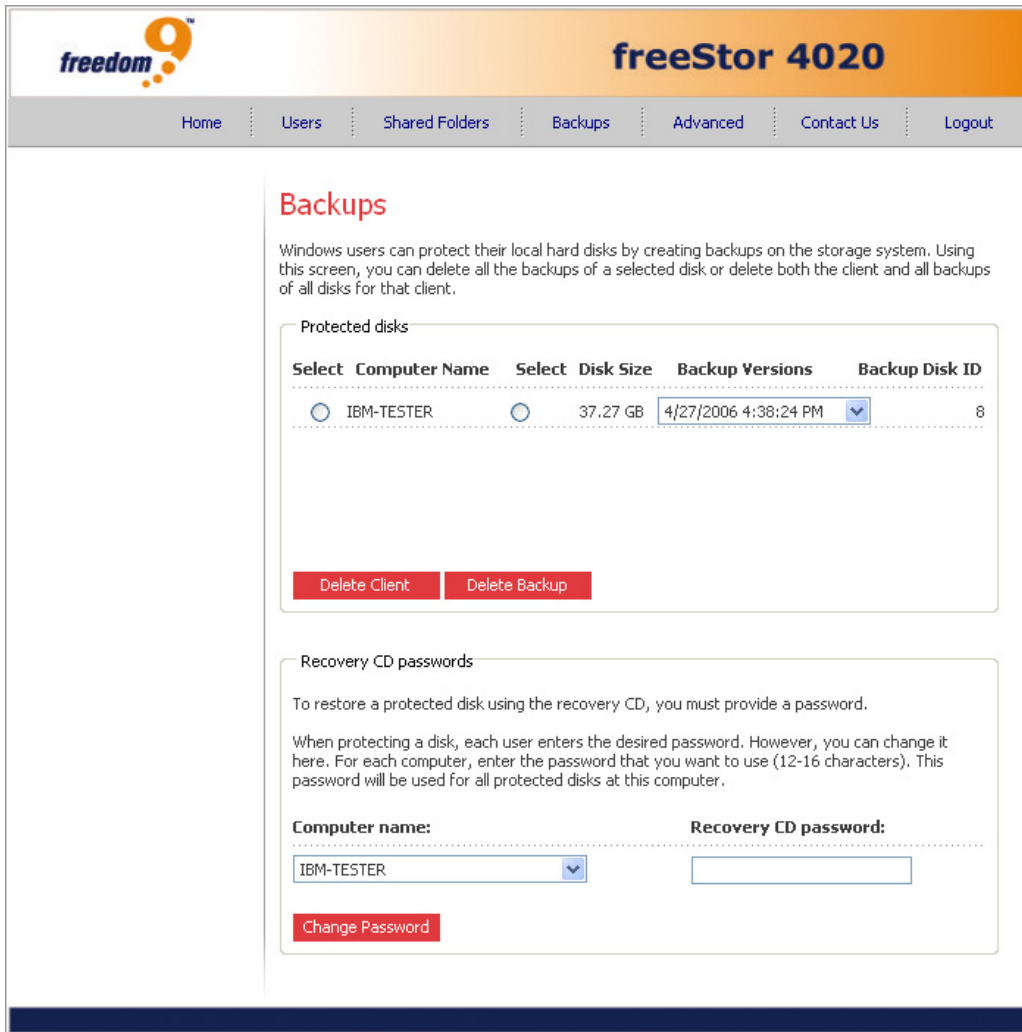 freedom9™
freeStor 4020
Home Users Shared Folders Backups Advanced Contact Us Logout
Backups
Windows users can protect their local hard disks by creating backups on the storage system. Using
this screen, you can delete all the backups of a selected disk or delete both the client and all backups
of all disks for that client.
Protected disks
Select Computer Name Select Disk Size Backup Versions Backup Disk ID
IBM-TESTER 37.27 GB 4/27/2006 4:38:24 PM 8
Delete Client Delete Backup
Recovery CD passwords
To restore a protected disk using the recovery CD, you must provide a password.
When protecting a disk, each user enters the desired password. However, you can change it
here. For each computer, enter the password that you want to use (12-16 characters). This
password will be used for all protected disks at this computer.
Computer name: Recovery CD password:
IBM-TESTER
Change Password